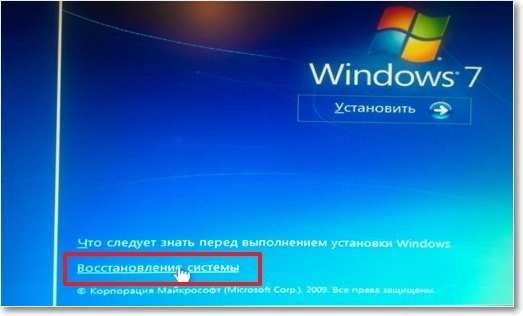 Windows 7
Установить
Что следует знать перед выполнением установки Windows
Восстановление системы
© Корпорация Майкрософт (Microsoft Corp.), 2009. Все права защищены.